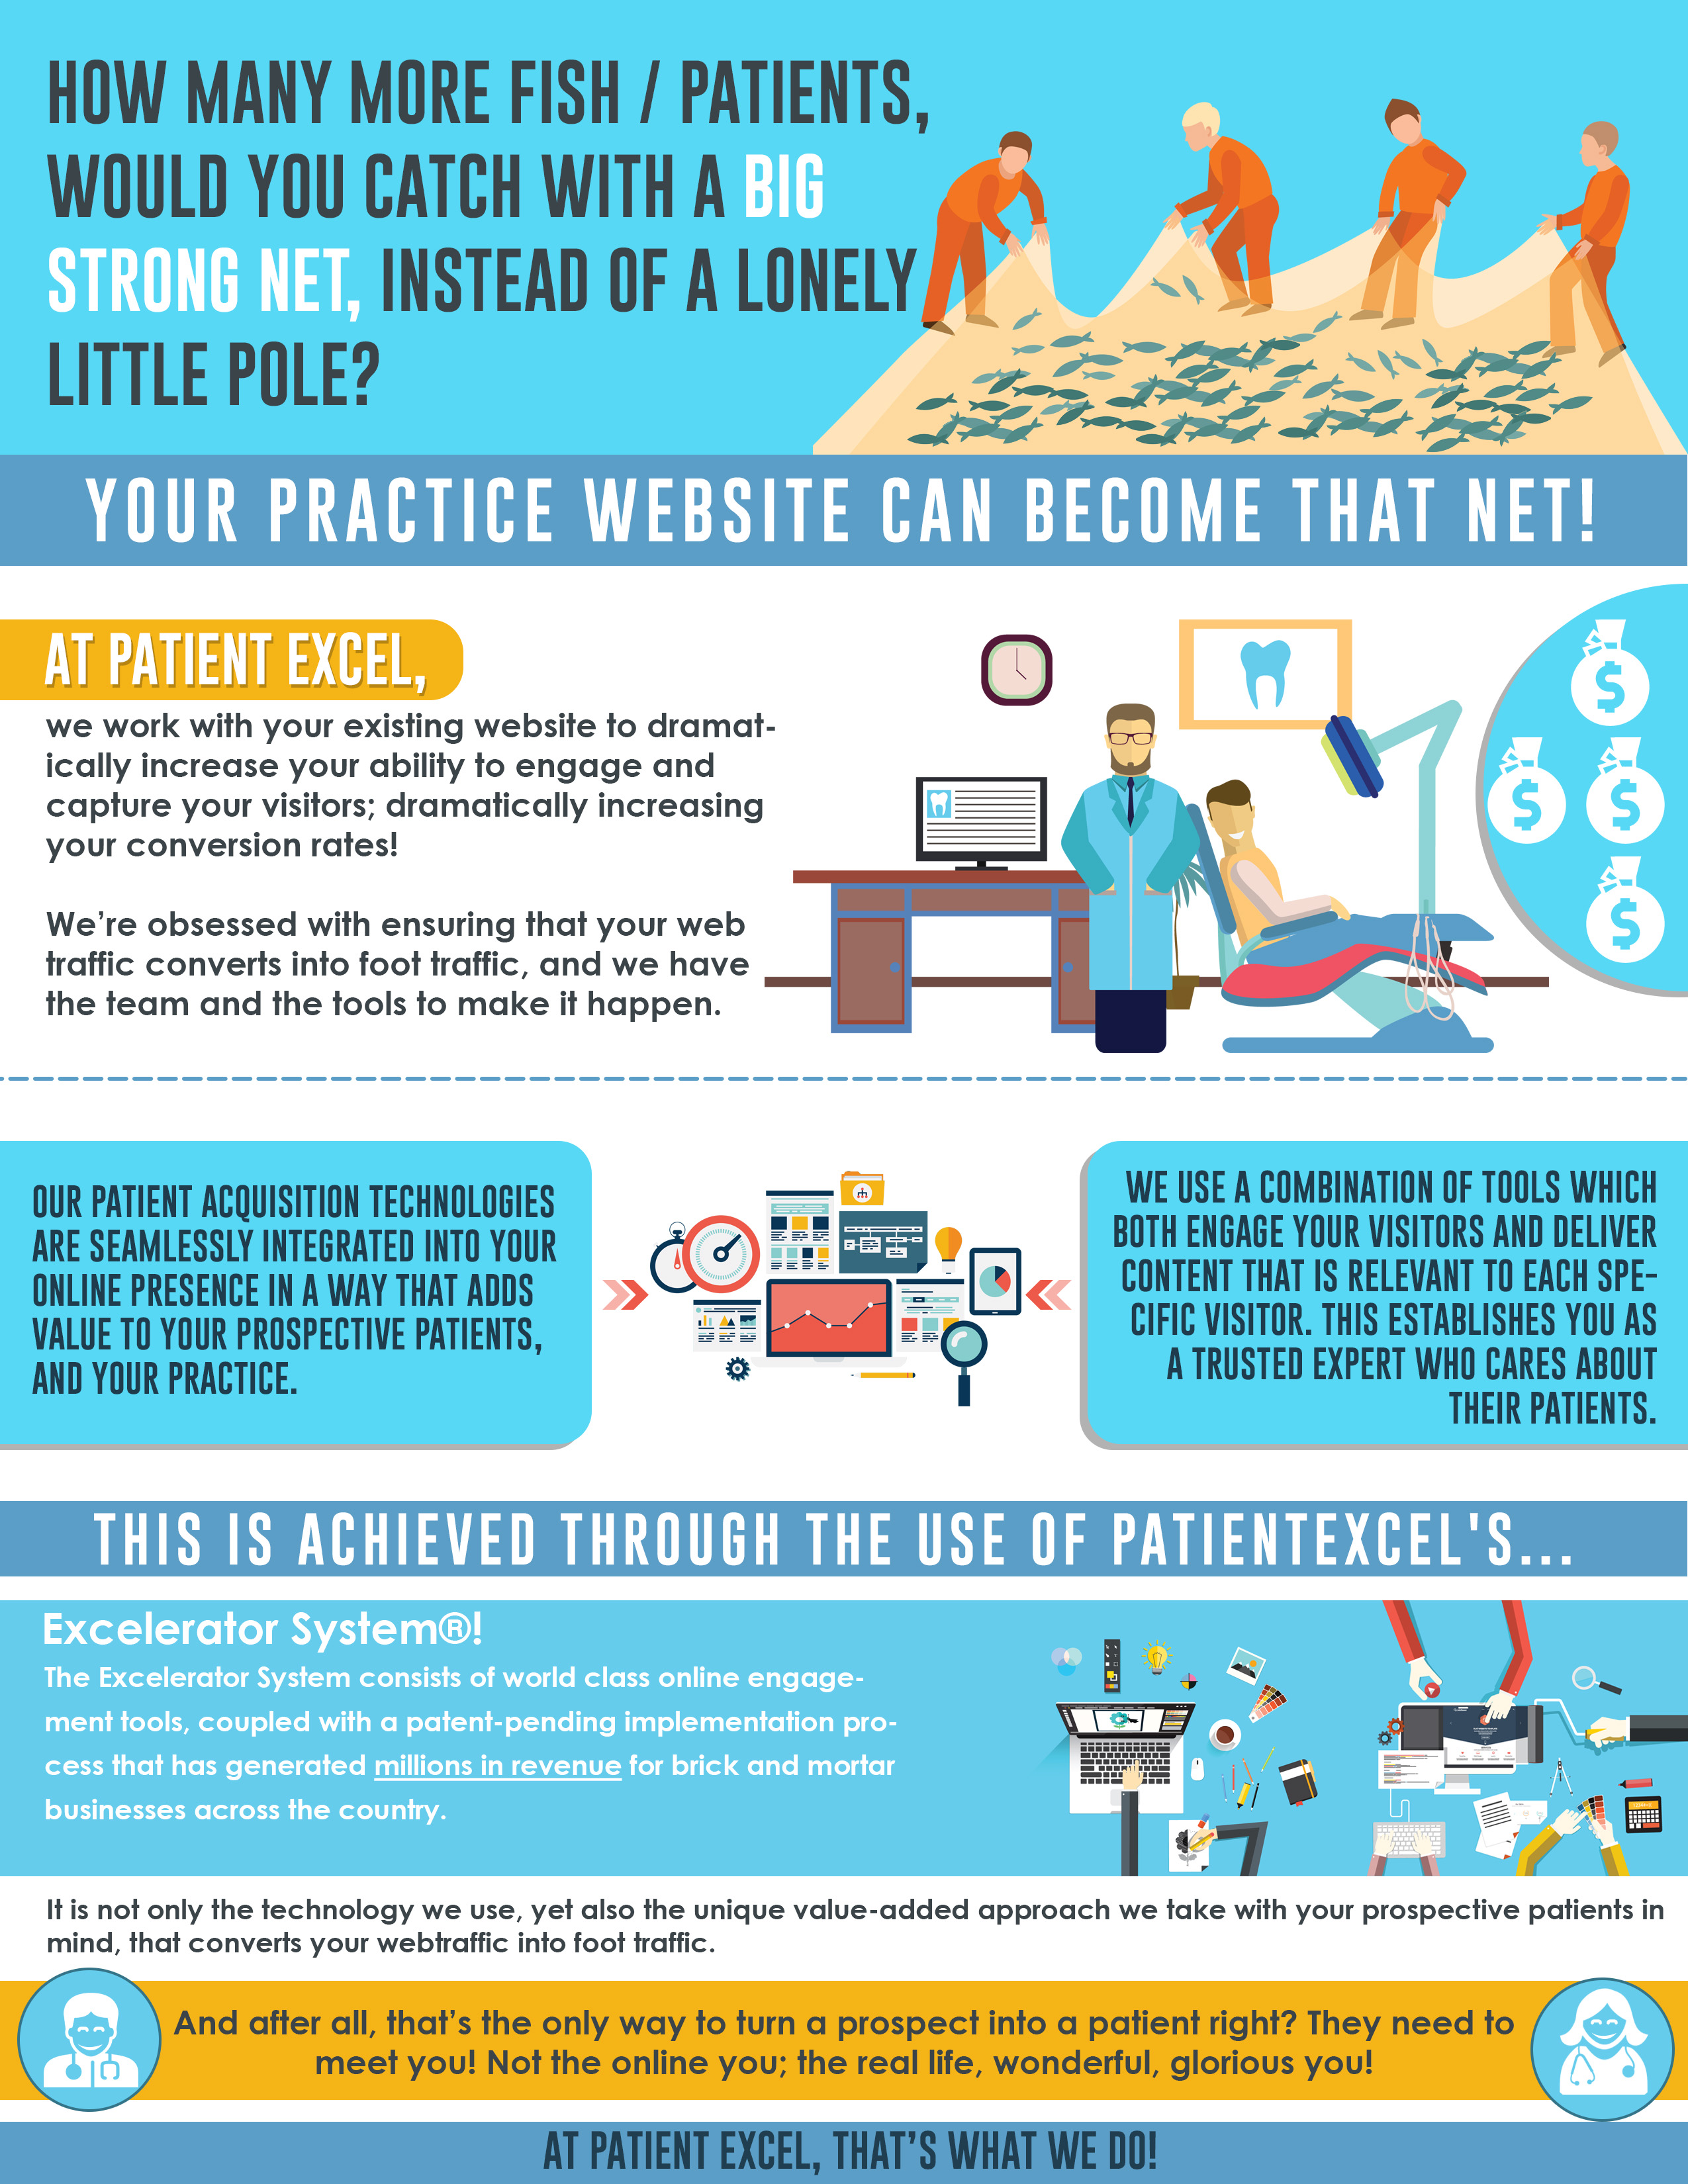 HOW MANY MORE FISH / PATIENTS,
WOULD YOU CATCH WITH A BIG
STRONG NET, INSTEAD OF A LONELY
LITTLE POLE?
YOUR PRACTICE WEBSITE CAN BECOME THAT NET!
AT PATIENT EXCEL,
we work with your existing website to dramat-
ically increase your ability to engage and
capture your visitors; dramatically increasing
your conversion rates!
We're obsessed with ensuring that your web
traffic converts into foot traffic, and we have
the team and the tools to make it happen.
$
$
$
$
OUR PATIENT ACQUISITION TECHNOLOGIES
ARE SEAMLESSLY INTEGRATED INTO YOUR
ONLINE PRESENCE IN A WAY THAT ADDS
VALUE TO YOUR PROSPECTIVE PATIENTS,
AND YOUR PRACTICE.
WE USE A COMBINATION OF TOOLS WHICH
BOTH ENGAGE YOUR VISITORS AND DELIVER
CONTENT THAT IS RELEVANT TO EACH SPE-
CIFIC VISITOR. THIS ESTABLISHES YOU AS
A TRUSTED EXPERT WHO CARES ABOUT
THEIR PATIENTS.
THIS IS ACHIEVED THROUGH THE USE OF PATIENTEXCEL'S...
Excelerator System®!
The Excelerator System consists of world class online engage-
ment tools, coupled with a patent-pending implementation pro-
cess that has generated millions in revenue for brick and mortar
businesses across the country.
It is not only the technology we use, yet also the unique value-added approach we take with your prospective patients in
mind, that converts your webtraffic into foot traffic.
And after all, that's the only way to turn a prospect into a patient right? They need to
meet you! Not the online you; the real life, wonderful, glorious you!
AT PATIENT EXCEL, THAT'S WHAT WE DO!